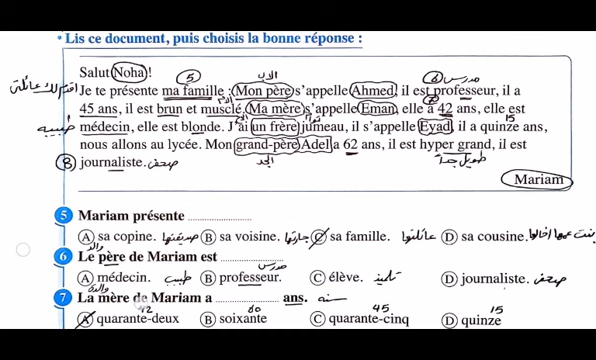 * Lis ce document, puis choisis la bonne réponse :
Salut Noha!
Je te présente ma famille : Mon père s'appelle Ahmed, il est professeur, il a
45 ans, il est brun et musclé. Ma mère s'appelle Eman, elle a 42 ans, elle est
médecin, elle est blonde. J'ai un frère jumeau, il s'appelle Eyad, il a quinze ans,
nous allons au lycée. Mon grand-père Adel a 62 ans, il est hyper grand, il est
journaliste.
Mariam
5 Mariam présente ....................
A sa copine. B sa voisine. C sa famille. D sa cousine.
6 Le père de Mariam est ....................
A médecin. B professeur. C élève. D journaliste.
7 La mère de Mariam a .................... ans.
A quarante-deux B soixante C quarante-cinq D quinze